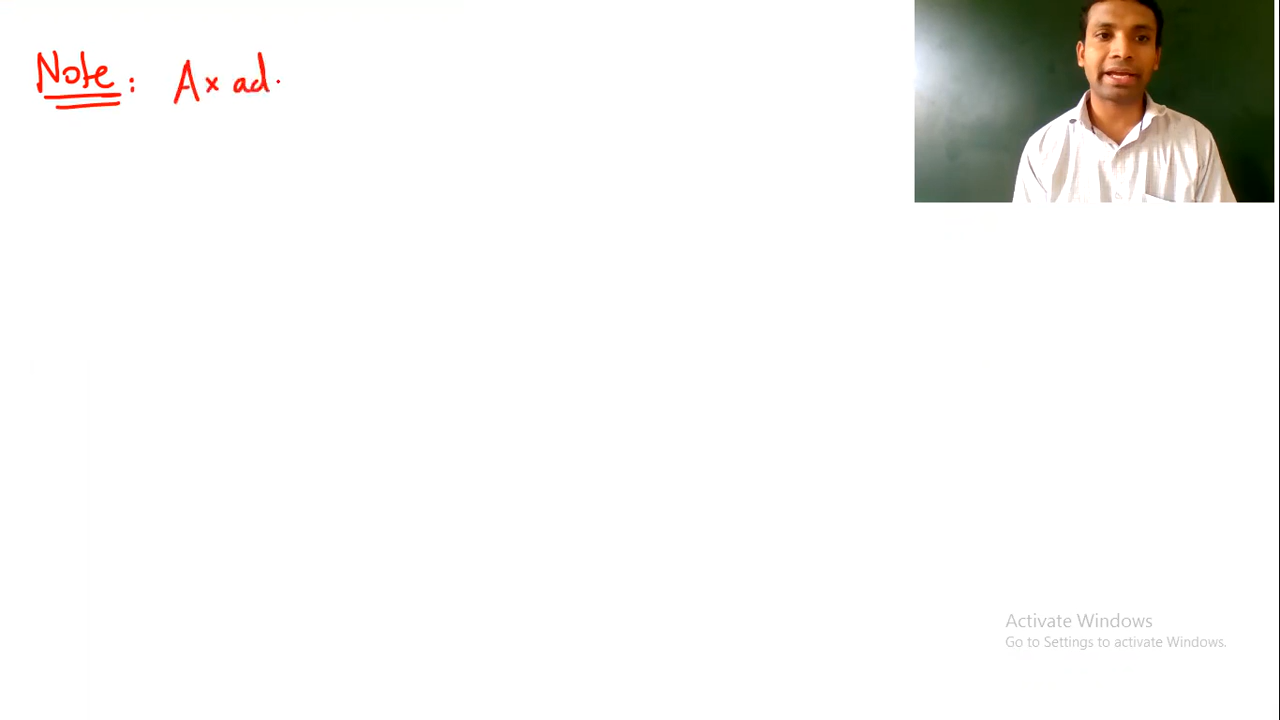 Note : A × ad
Activate Windows
Go to Settings to activate Windows.